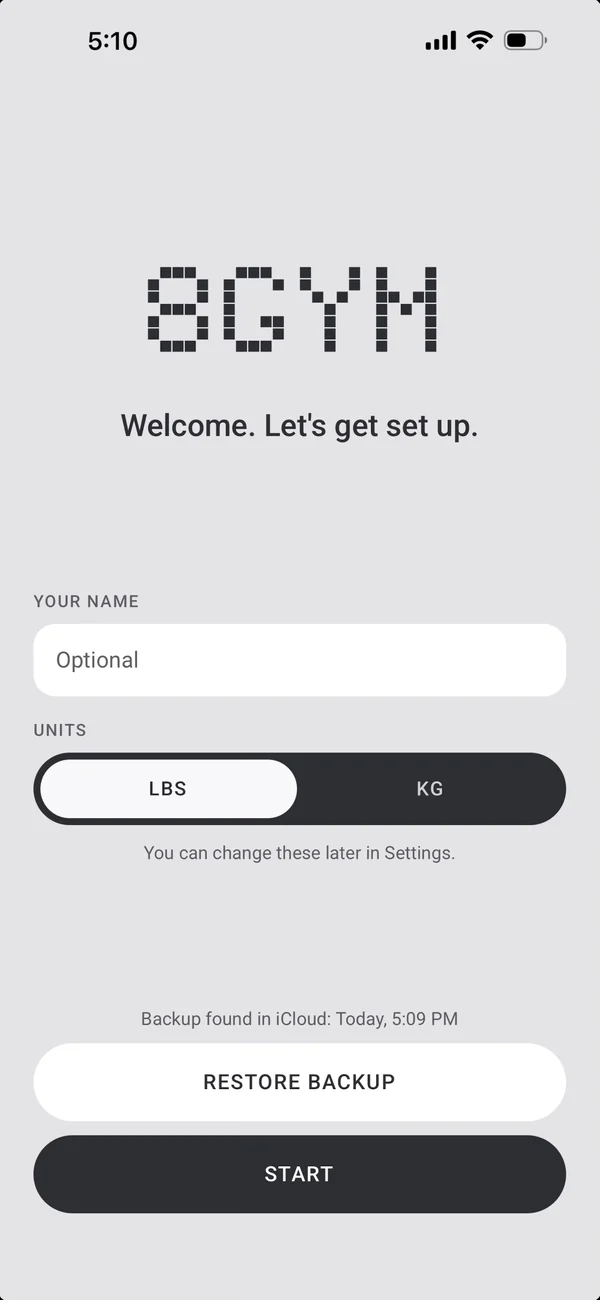 5:10
8GYM
Welcome. Let's get set up.
YOUR NAME
Optional
UNITS
LBS KG
You can change these later in Settings.
Backup found in iCloud: Today, 5:09 PM
RESTORE BACKUP
START